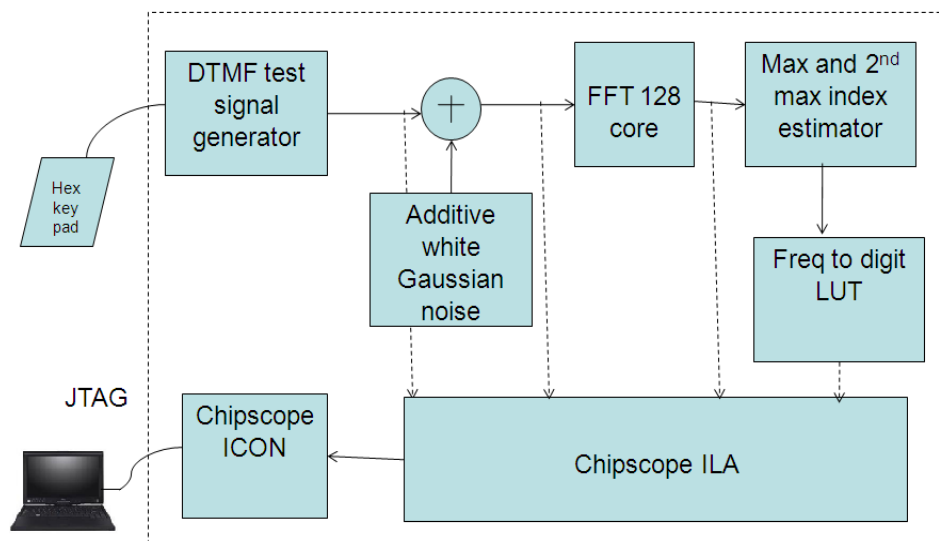 DTMF test
signal
generator
+
FFT 128
core
Max and 2nd
max index
estimator
Hex
key
pad
Additive
white
Gaussian
noise
Freq to digit
LUT
JTAG
Chipscope
ICON
Chipscope ILA